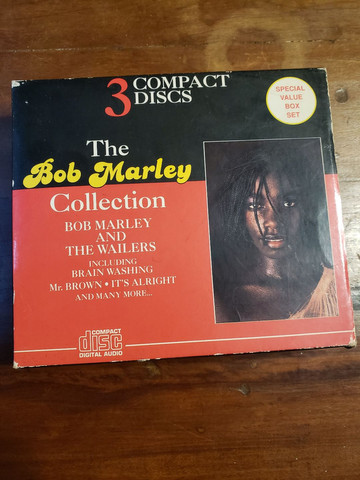 3 COMPACT
DISCS
SPECIAL
VALUE
BOX
SET
The
Bob Marley
Collection
BOB MARLEY
AND
THE WAILERS
INCLUDING
BRAIN WASHING
Mr. BROWN • IT'S ALRIGHT
AND MANY MORE...
COMPACT
disc
DIGITAL AUDIO